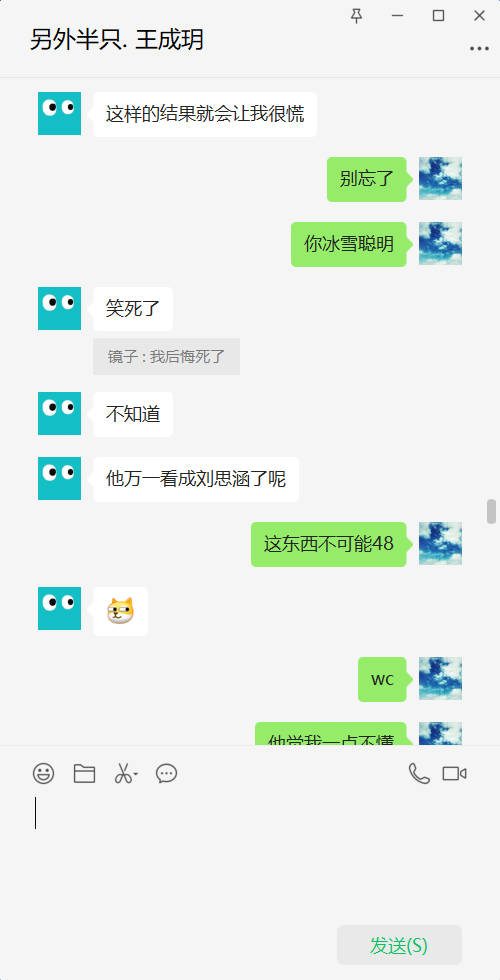 另外半只. 王成玥
这样的结果就会让我很慌
别忘了
你冰雪聪明
笑死了
镜子 : 我后悔死了
不知道
他万一看成刘思涵了呢
这东西不可能48
wc
他觉我一点不懂
发送(S)